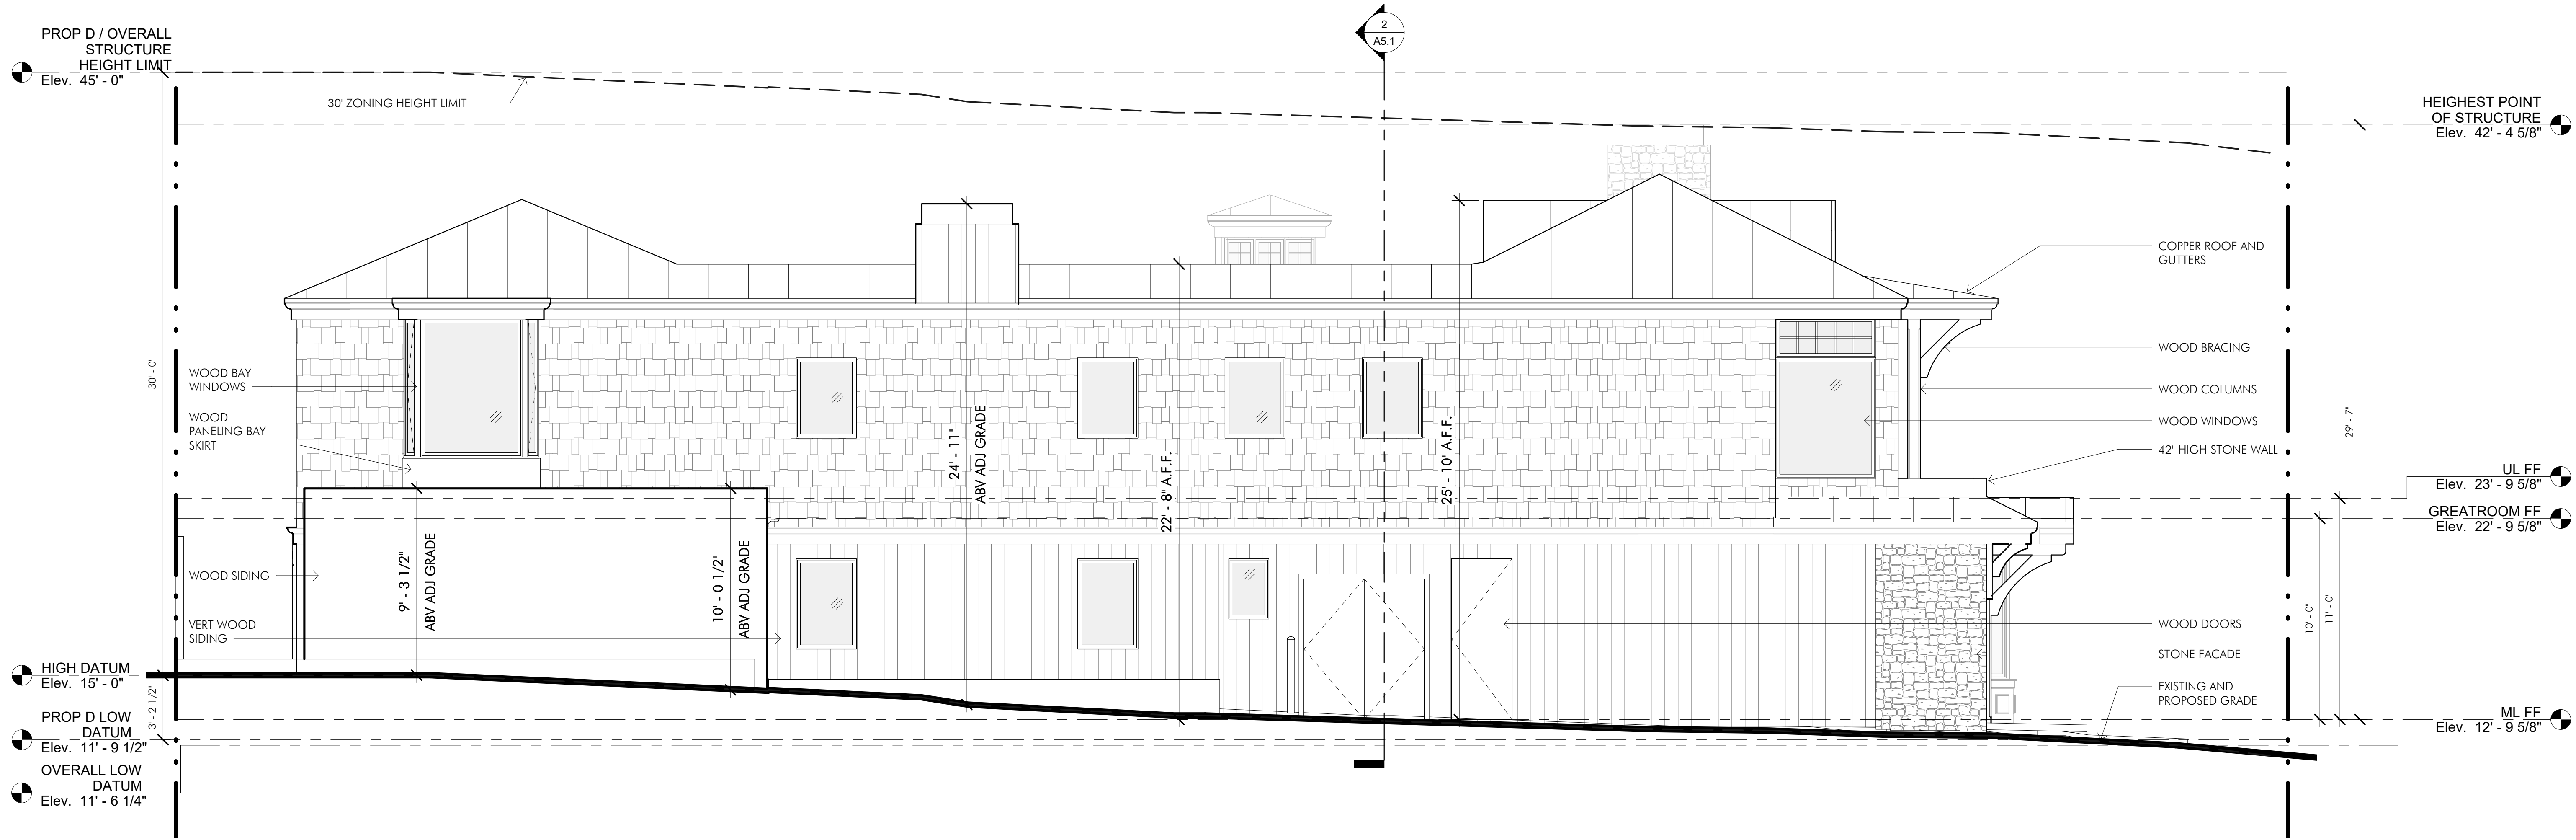 2
A5.1
PROP D / OVERALL
STRUCTURE
HEIGHT LIMIT
Elev. 45' - 0"
30' ZONING HEIGHT LIMIT
HEIGHEST POINT
OF STRUCTURE
Elev. 42' - 4 5/8"
COPPER ROOF AND
GUTTERS
WOOD BRACING
WOOD COLUMNS
WOOD WINDOWS
42" HIGH STONE WALL
30' - 0"
WOOD BAY
WINDOWS
WOOD
PANELING BAY
SKIRT
24' - 11"
ABV ADJ GRADE
22' - 8" A.F.F.
25' - 10" A.F.F.
29' - 7"
UL FF
Elev. 23' - 9 5/8"
GREATROOM FF
Elev. 22' - 9 5/8"
WOOD SIDING
9' - 3 1/2"
ABV ADJ GRADE
10' - 0 1/2"
ABV ADJ GRADE
VERT WOOD
SIDING
10' - 0"
11' - 0"
WOOD DOORS
STONE FACADE
EXISTING AND
PROPOSED GRADE
HIGH DATUM
Elev. 15' - 0"
3' - 2 1/2"
PROP D LOW
DATUM
Elev. 11' - 9 1/2"
OVERALL LOW
DATUM
Elev. 11' - 6 1/4"
ML FF
Elev. 12' - 9 5/8"